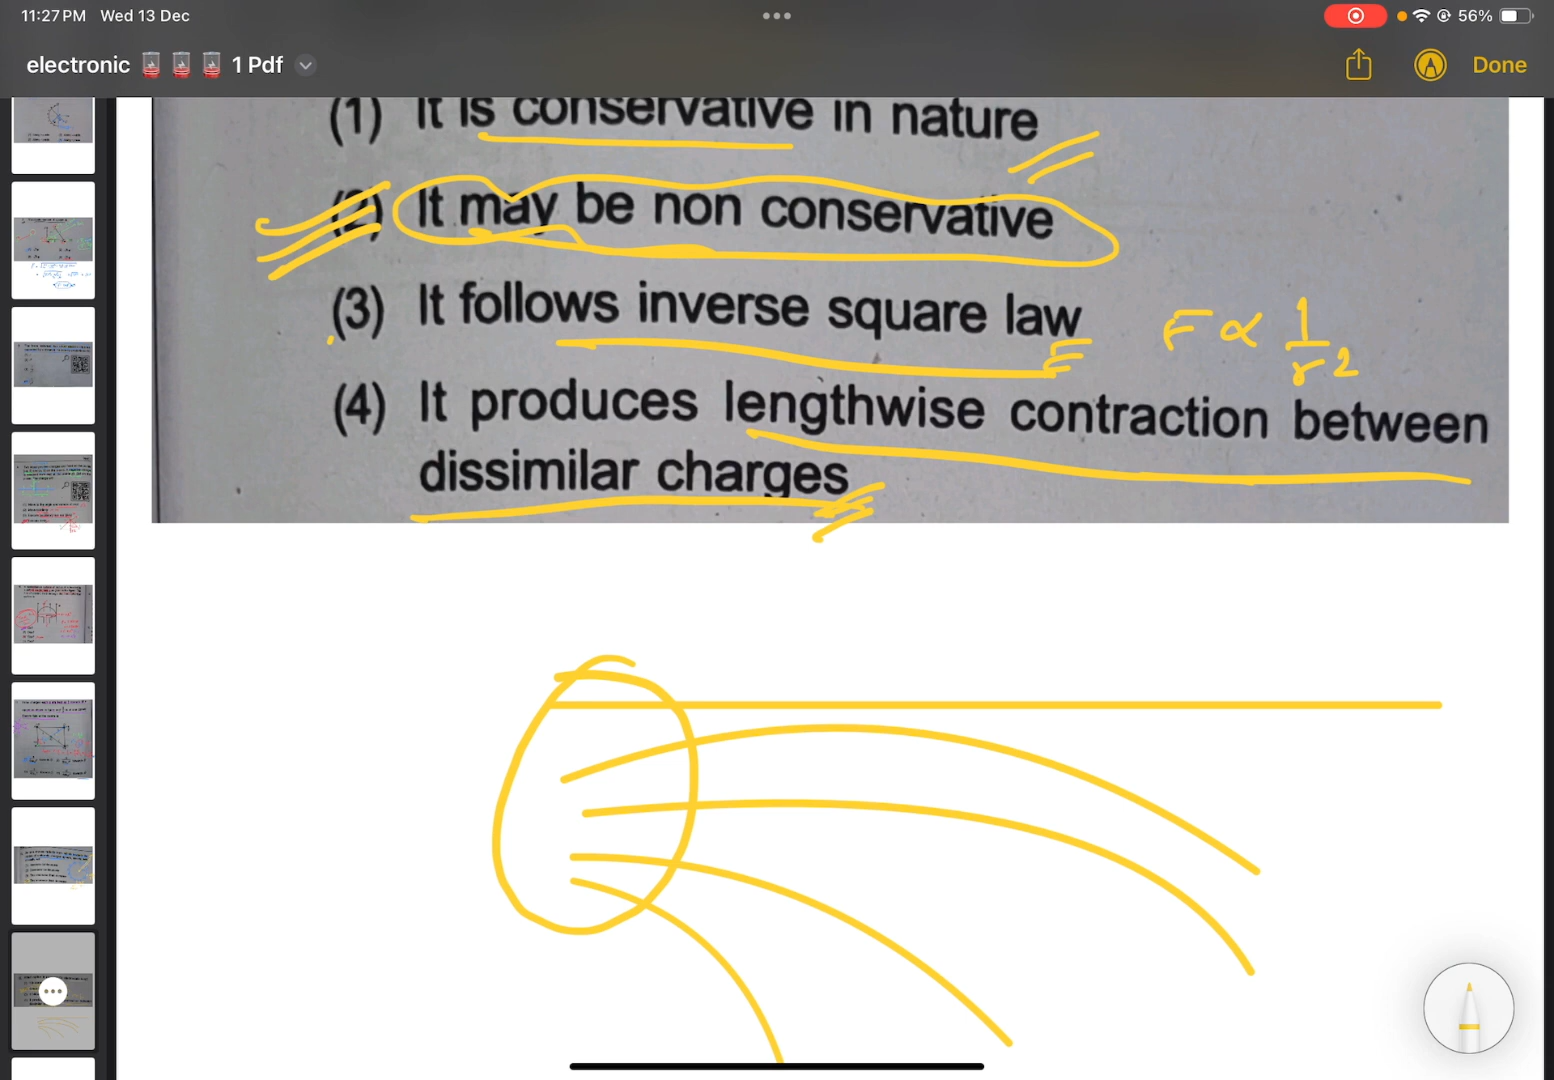 11:27 PM Wed 13 Dec
56%
electronic 1 Pdf
Done
(1) It is conservative in nature
(2) It may be non conservative
(3) It follows inverse square law
F ∝ 1/r2
(4) It produces lengthwise contraction between
dissimilar charges